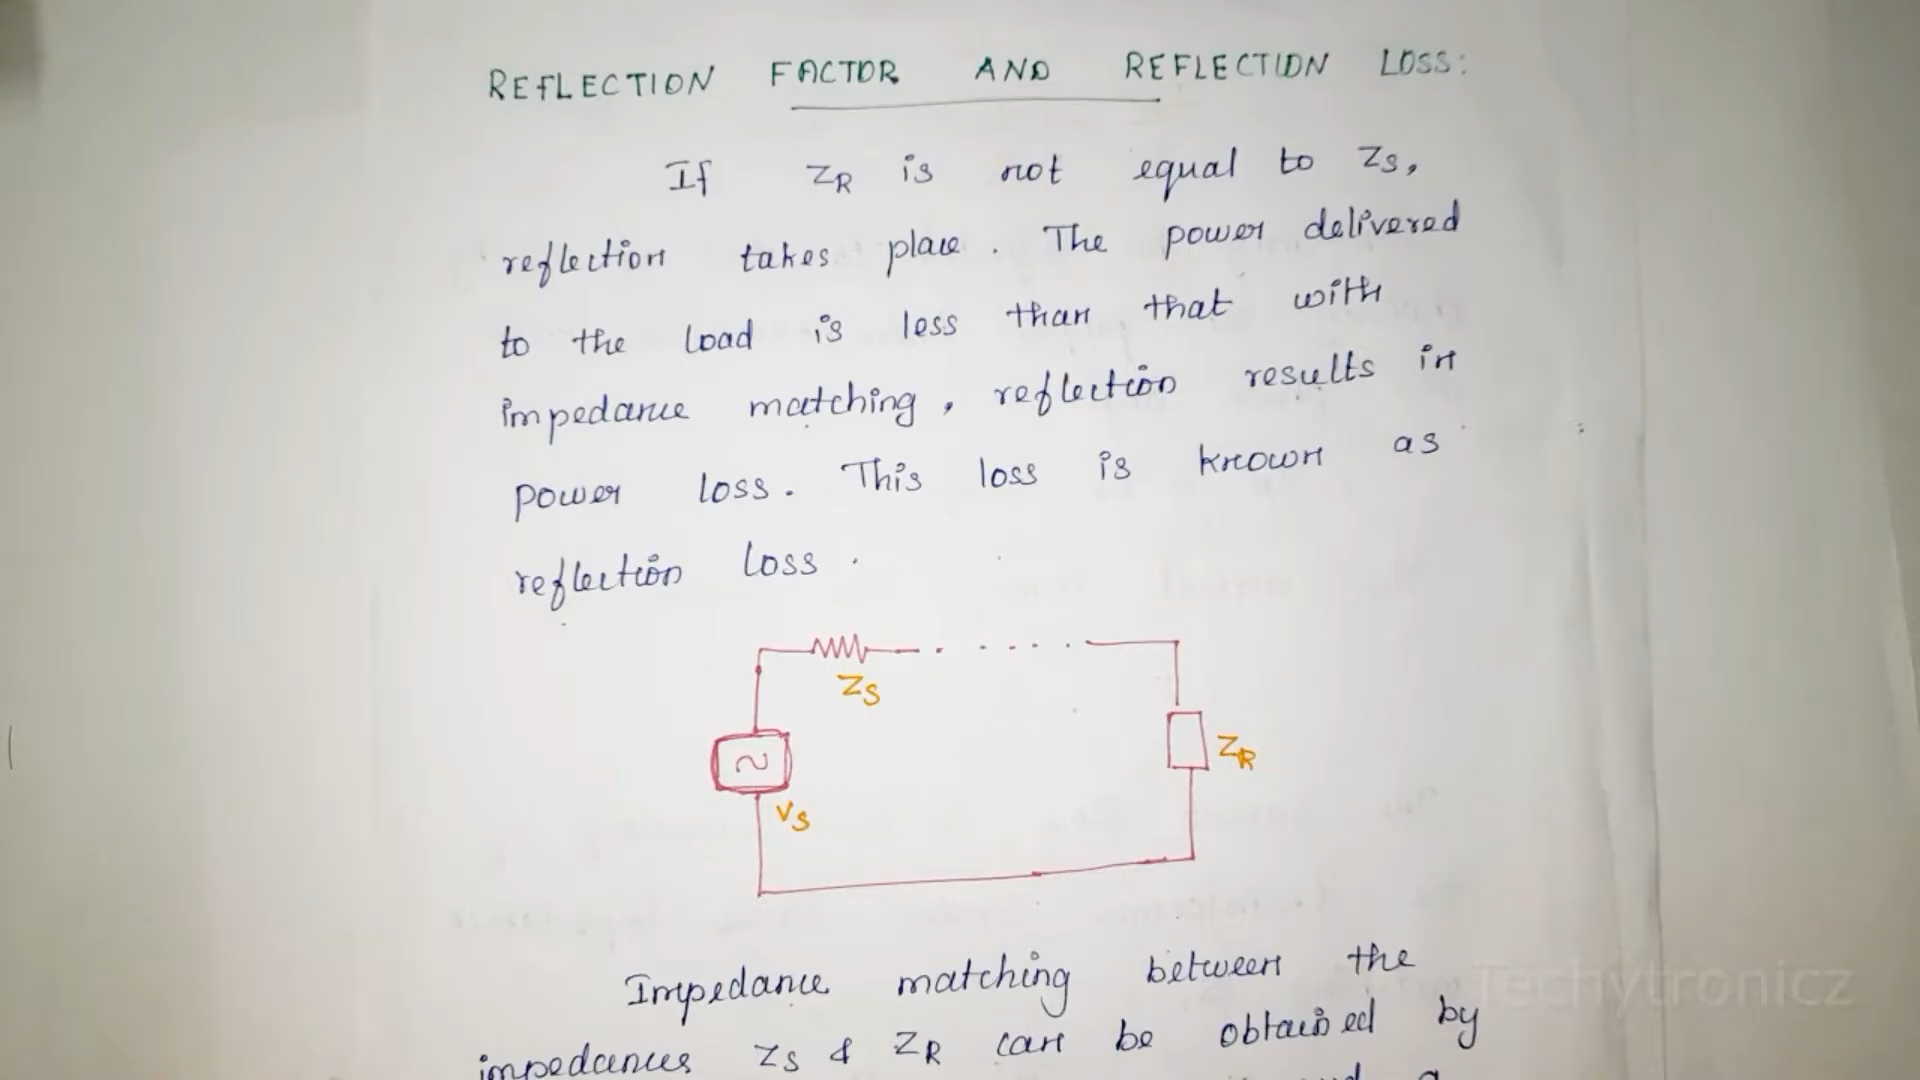 REFLECTION FACTOR AND REFLECTION LOSS:
If ZR is not equal to ZS,
reflection takes place. The power delivered
to the load is less than that with
impedance matching, reflection results in
power loss. This loss is known as
reflection loss.
ZS
ZR
VS
Impedance matching between the
Techytronicz
impedances ZS & ZR can be obtained by
a